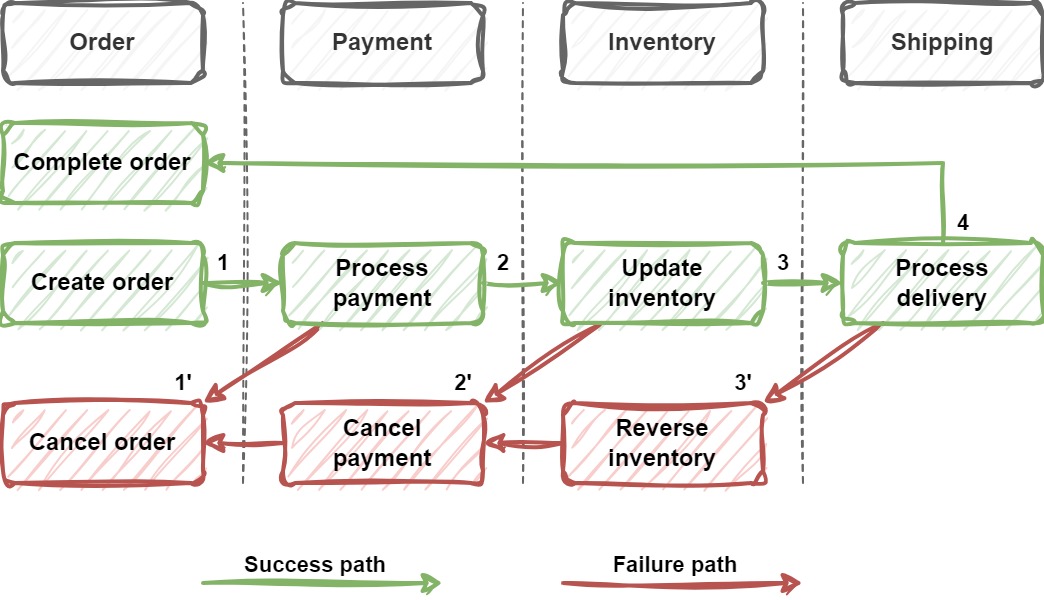 Order
Payment
Inventory
Shipping
Complete order
4
Create order
1
Process
payment
2
Update
inventory
3
Process
delivery
1'
2'
3'
Cancel order
Cancel
payment
Reverse
inventory
Success path
Failure path